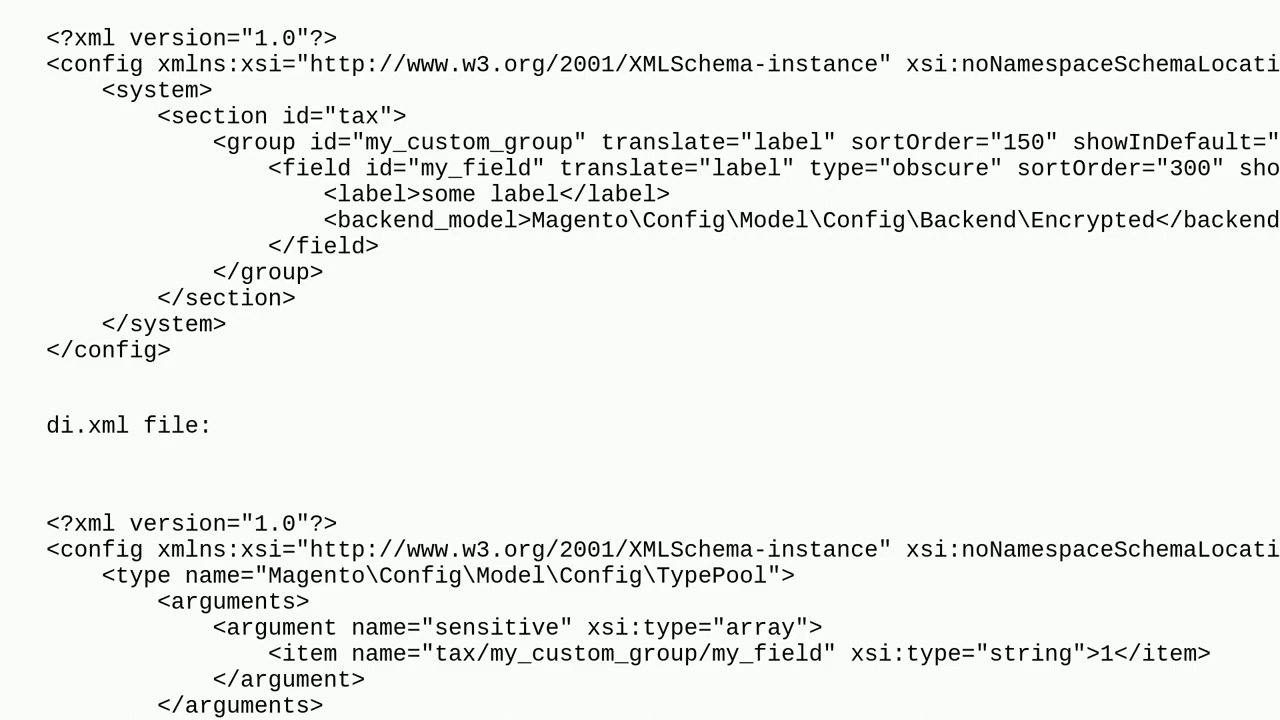 <?xml version="1.0"?>
<config xmlns:xsi="http://www.w3.org/2001/XMLSchema-instance" xsi:noNamespaceSchemaLocati
<system>
<section id="tax">
<group id="my_custom_group" translate="label" sortOrder="150" showInDefault="
<field id="my_field" translate="label" type="obscure" sortOrder="300" sho
<label>some label</label>
<backend_model>Magento\Config\Model\Config\Backend\Encrypted</backend
</field>
</group>
</section>
</system>
</config>
di.xml file:
<?xml version="1.0"?>
<config xmlns:xsi="http://www.w3.org/2001/XMLSchema-instance" xsi:noNamespaceSchemaLocati
<type name="Magento\Config\Model\Config\TypePool">
<arguments>
<argument name="sensitive" xsi:type="array">
<item name="tax/my_custom_group/my_field" xsi:type="string">1</item>
</argument>
</arguments>